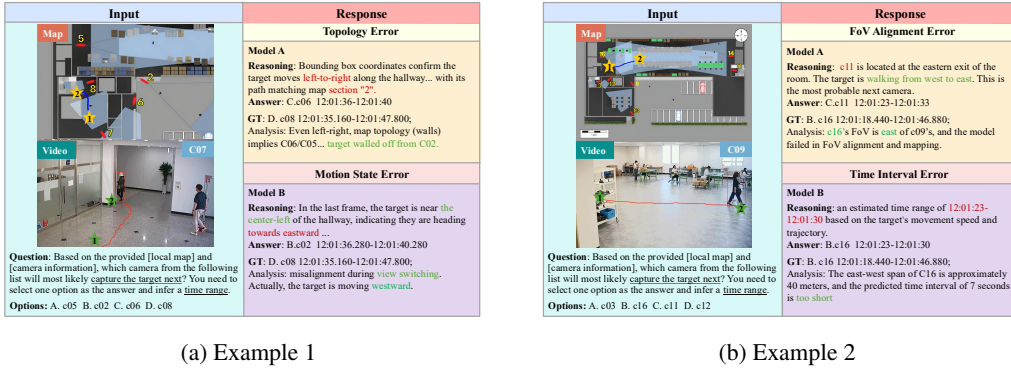 Input
Response
Map
5
2
8
2
6
1
7
Video
C07
1
2
Question: Based on the provided [local map] and
[camera information], which camera from the following
list will most likely capture the target next? You need to
select one option as the answer and infer a time range.
Options: A. c05 B. c02 C. c06 D. c08
Topology Error
Model A
Reasoning: Bounding box coordinates confirm the
target moves left-to-right along the hallway... with its
path matching map section "2".
Answer: C.c06 12:01:36-12:01:40
GT: D. c08 12:01:35.160-12:01:47.800;
Analysis: Even left-right, map topology (walls)
implies C06/C05... target walled off from C02.
Motion State Error
Model B
Reasoning: In the last frame, the target is near the
center-left of the hallway, indicating they are heading
towards eastward ...
Answer: B.c02 12:01:36.280-12:01:40.280
GT: D. c08 12:01:35.160-12:01:47.800;
Analysis: misalignment during view switching.
Actually, the target is moving westward.
(a) Example 1
Input
Response
Map
1
2
Video
C09
1
2
Question: Based on the provided [local map] and
[camera information], which camera from the following
list will most likely capture the target next? You need to
select one option as the answer and infer a time range.
Options: A. c03 B. c16 C. c11 D. c12
FoV Alignment Error
Model A
Reasoning: c11 is located at the eastern exit of the
room. The target is walking from west to east. This is
the most probable next camera.
Answer: C.c11 12:01:23-12:01:33
GT: B. c16 12:01:18.440-12:01:46.880;
Analysis: c16's FoV is east of c09's, and the model
failed in FoV alignment and mapping.
Time Interval Error
Model B
Reasoning: an estimated time range of 12:01:23-
12:01:30 based on the target's movement speed and
trajectory.
Answer: B.c16 12:01:23-12:01:30
GT: B. c16 12:01:18.440-12:01:46.880;
Analysis: The east-west span of C16 is approximately
40 meters, and the predicted time interval of 7 seconds
is too short
(b) Example 2